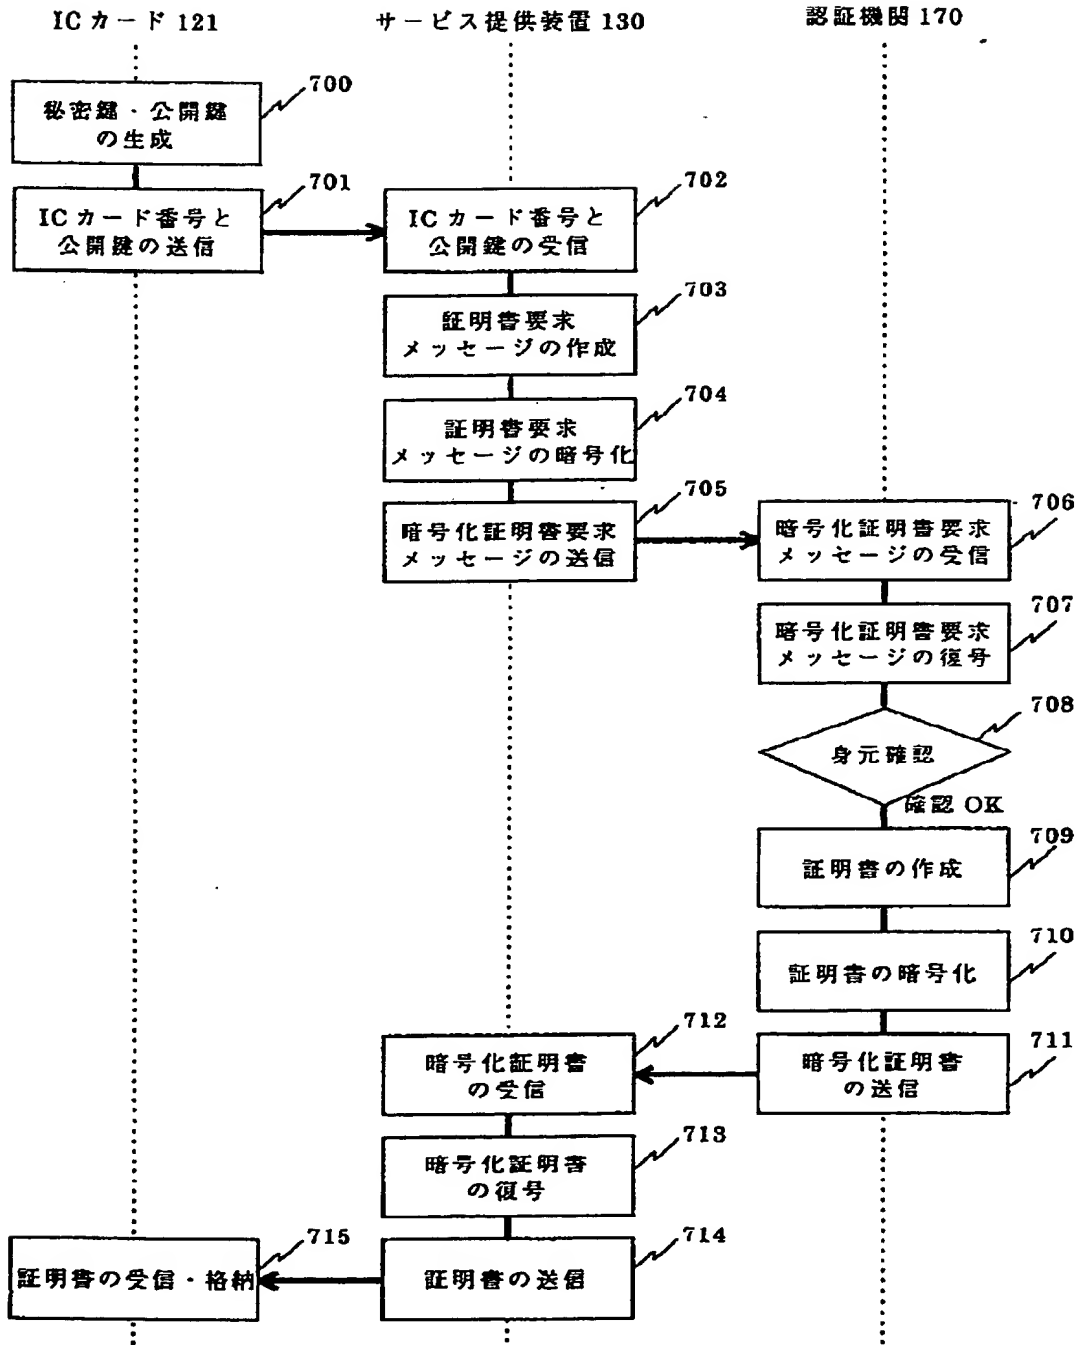 ICカード 121
サービス提供装置 130
認証機関 170
700
秘密鍵・公開鍵
の生成
701
ICカード番号と
公開鍵の送信
702
ICカード番号と
公開鍵の受信
703
証明書要求
メッセージの作成
704
証明書要求
メッセージの暗号化
705
暗号化証明書要求
メッセージの送信
706
暗号化証明書要求
メッセージの受信
707
暗号化証明書要求
メッセージの復号
708
身元確認
確認 OK
709
証明書の作成
710
証明書の暗号化
711
暗号化証明書
の送信
712
暗号化証明書
の受信
713
暗号化証明書
の復号
714
証明書の送信
715
証明書の受信・格納